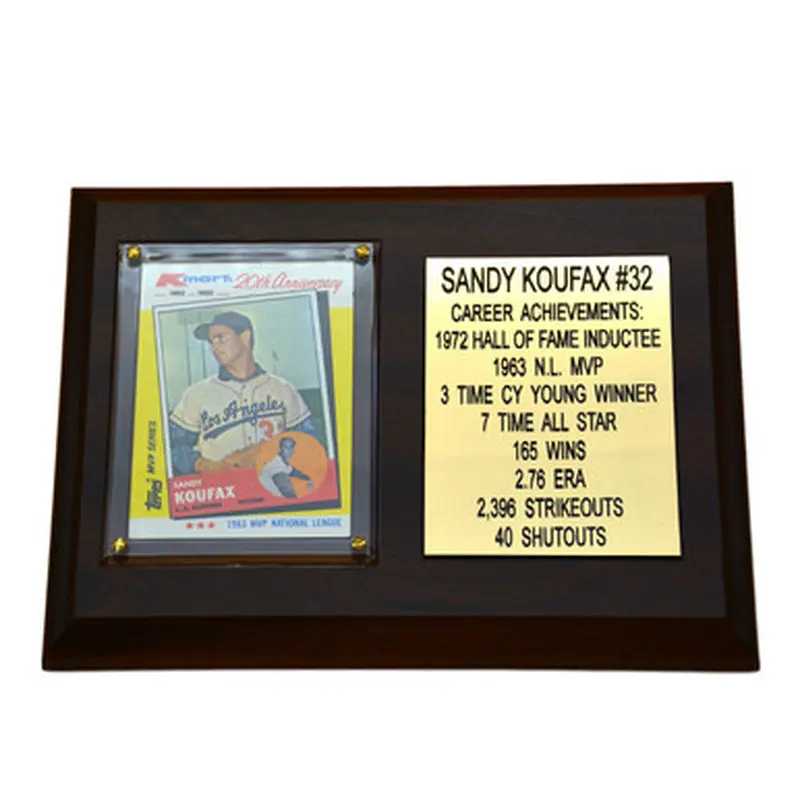 Kmart 20th Anniversary
Los Angeles
3
Topps MVP SERIES
SANDY
KOUFAX
★★★ 1963 MVP NATIONAL LEAGUE
SANDY KOUFAX #32
CAREER ACHIEVEMENTS:
1972 HALL OF FAME INDUCTEE
1963 N.L. MVP
3 TIME CY YOUNG WINNER
7 TIME ALL STAR
165 WINS
2.76 ERA
2,396 STRIKEOUTS
40 SHUTOUTS